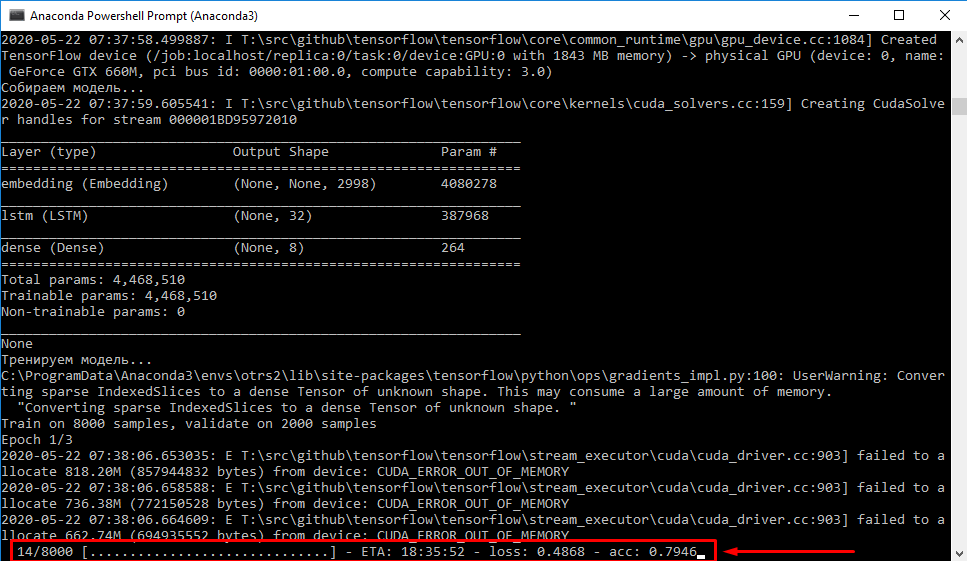 Anaconda Powershell Prompt (Anaconda3)
2020-05-22 07:37:58.499887: I T:\src\github\tensorflow\tensorflow\core\common_runtime\gpu\gpu_device.cc:1084] Created
TensorFlow device (/job:localhost/replica:0/task:0/device:GPU:0 with 1843 MB memory) -> physical GPU (device: 0, name:
 GeForce GTX 660M, pci bus id: 0000:01:00.0, compute capability: 3.0)
Собираем модель...
2020-05-22 07:37:59.605541: I T:\src\github\tensorflow\tensorflow\core\kernels\cuda_solvers.cc:159] Creating CudaSolve
r handles for stream 000001BD95972010
_________________________________________________________________
Layer (type)                 Output Shape              Param #
=================================================================
embedding (Embedding)        (None, None, 2998)        4080278
_________________________________________________________________
lstm (LSTM)                  (None, 32)                387968
_________________________________________________________________
dense (Dense)                (None, 8)                 264
=================================================================
Total params: 4,468,510
Trainable params: 4,468,510
Non-trainable params: 0
_________________________________________________________________
None
Тренируем модель...
C:\ProgramData\Anaconda3\envs\otrs2\lib\site-packages\tensorflow\python\ops\gradients_impl.py:100: UserWarning: Conver
ting sparse IndexedSlices to a dense Tensor of unknown shape. This may consume a large amount of memory.
  "Converting sparse IndexedSlices to a dense Tensor of unknown shape. "
Train on 8000 samples, validate on 2000 samples
Epoch 1/3
2020-05-22 07:38:06.653035: E T:\src\github\tensorflow\tensorflow\stream_executor\cuda\cuda_driver.cc:903] failed to a
llocate 818.20M (857944832 bytes) from device: CUDA_ERROR_OUT_OF_MEMORY
2020-05-22 07:38:06.658588: E T:\src\github\tensorflow\tensorflow\stream_executor\cuda\cuda_driver.cc:903] failed to a
llocate 736.38M (772150528 bytes) from device: CUDA_ERROR_OUT_OF_MEMORY
2020-05-22 07:38:06.664609: E T:\src\github\tensorflow\tensorflow\stream_executor\cuda\cuda_driver.cc:903] failed to a
llocate 662.74M (694935552 bytes) from device: CUDA_ERROR_OUT_OF_MEMORY
  14/8000 [..............................] - ETA: 18:35:52 - loss: 0.4868 - acc: 0.7946